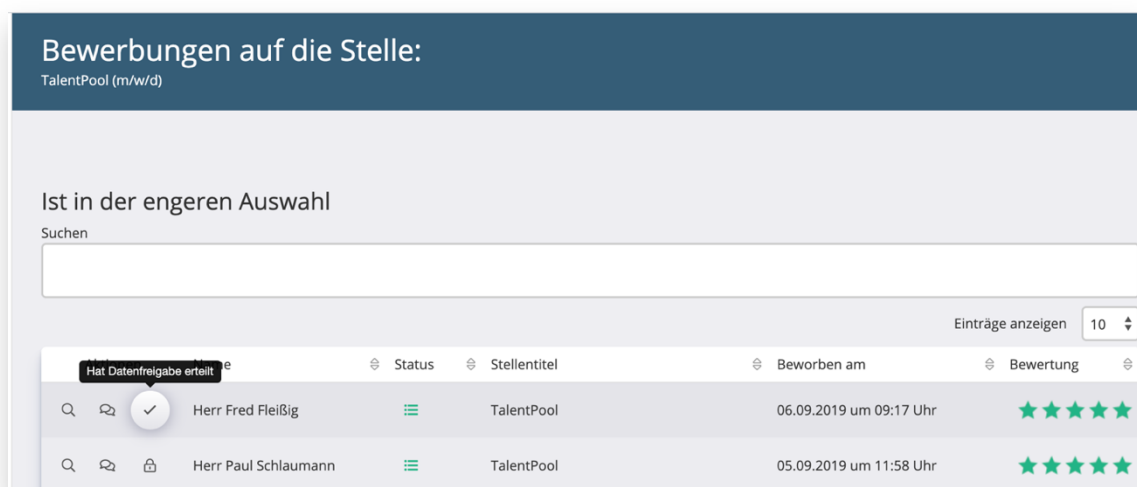 Bewerbungen auf die Stelle:
TalentPool (m/w/d)
Ist in der engeren Auswahl
Suchen
Einträge anzeigen 10
Name Status Stellentitel Beworben am Bewertung
Hat Datenfreigabe erteilt
Herr Fred Fleißig TalentPool 06.09.2019 um 09:17 Uhr
Herr Paul Schlaumann TalentPool 05.09.2019 um 11:58 Uhr